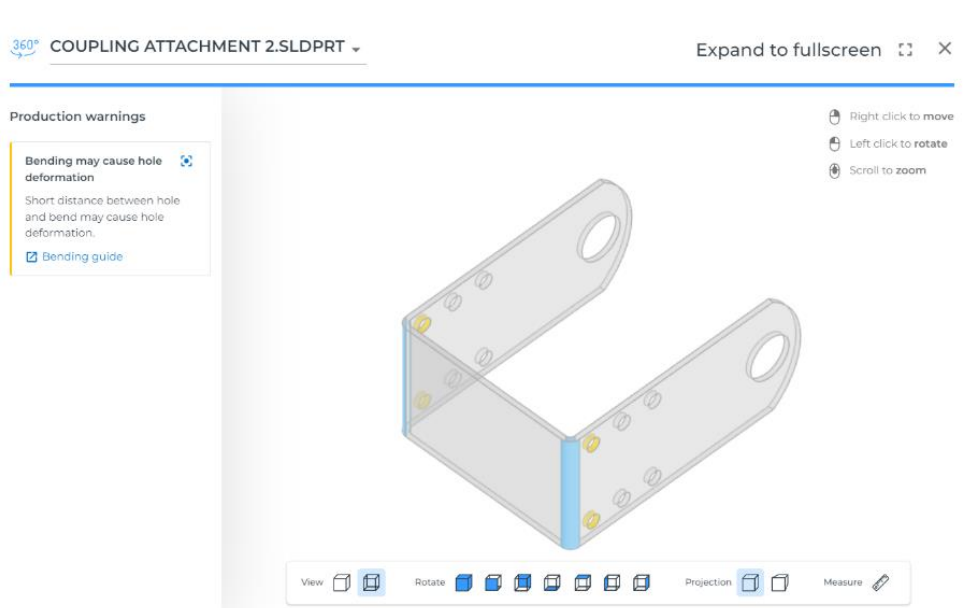 360°
COUPLING ATTACHMENT 2.SLDPRT
Expand to fullscreen
Production warnings
Bending may cause hole
deformation
Short distance between hole
and bend may cause hole
deformation.
Bending guide
Right click to move
Left click to rotate
Scroll to zoom
View
Rotate
Projection
Measure